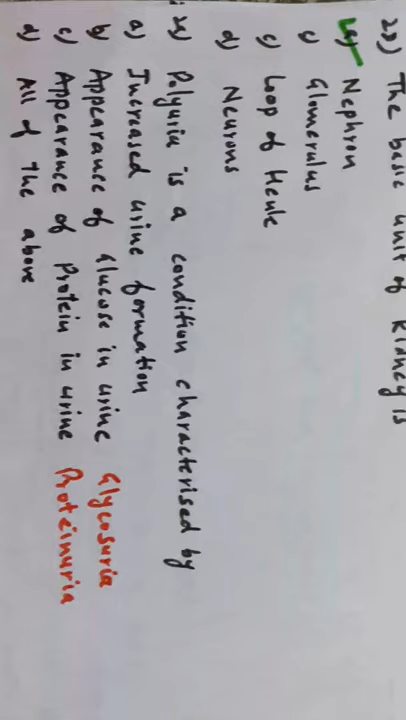 23) The basic unit of Kidney is
a) Nephron
c) Glomerulus
c) Loop of Henle
d) Neurons
24) Polyuria is a condition characterised by
a) Increased urine formation
b) Appearance of Glucose in urine Glycosuria
c) Appearance of Protein in urine Proteinuria
d) All of the above